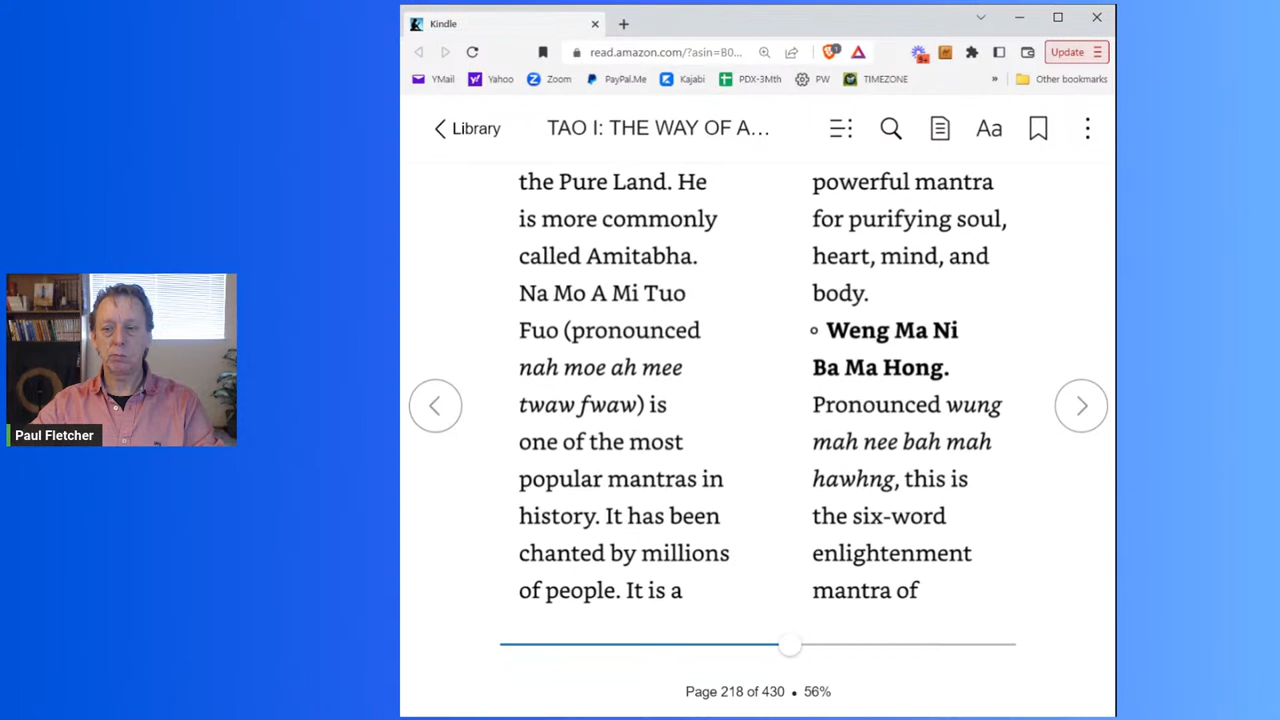 Kindle
read.amazon.com/?asin=B0...
Update
YMail
Yahoo
Zoom
PayPal.Me
Kajabi
PDX-3Mth
PW
TIMEZONE
»
Other bookmarks
Library
TAO I: THE WAY OF A...
Aa
the Pure Land. He
is more commonly
called Amitabha.
Na Mo A Mi Tuo
Fuo (pronounced
nah moe ah mee
twaw fwaw) is
one of the most
popular mantras in
history. It has been
chanted by millions
of people. It is a
powerful mantra
for purifying soul,
heart, mind, and
body.
◦ Weng Ma Ni
Ba Ma Hong.
Pronounced wung
mah nee bah mah
hawhng, this is
the six-word
enlightenment
mantra of
Page 218 of 430 • 56%
Paul Fletcher